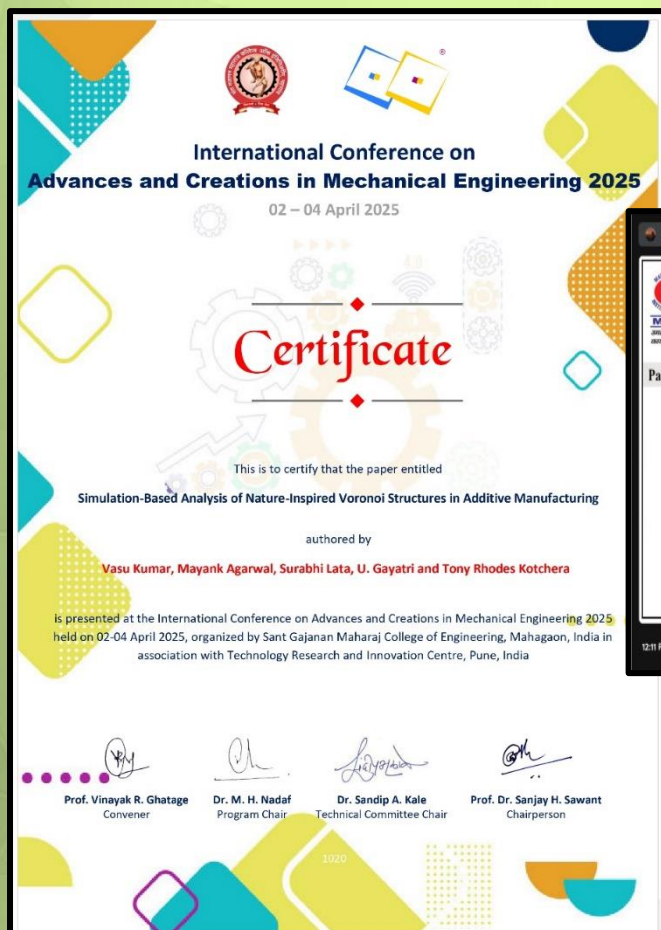 International Conference on
Advances and Creations in Mechanical Engineering 2025
02 – 04 April 2025
4.0
Certificate
This is to certify that the paper entitled
Simulation-Based Analysis of Nature-Inspired Voronoi Structures in Additive Manufacturing
authored by
Vasu Kumar, Mayank Agarwal, Surabhi Lata, U. Gayatri and Tony Rhodes Kotchera
is presented at the International Conference on Advances and Creations in Mechanical Engineering 2025
held on 02-04 April 2025, organized by Sant Gajanan Maharaj College of Engineering, Mahagaon, India in
association with Technology Research and Innovation Centre, Pune, India
Prof. Vinayak R. Ghatage
Convener
Dr. M. H. Nadaf
Program Chair
Dr. Sandip A. Kale
Technical Committee Chair
Prof. Dr. Sanjay H. Sawant
Chairperson
1020
Pa
12:11